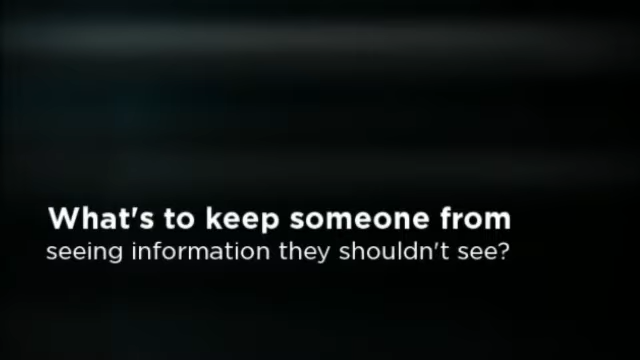 What's to keep someone from
seeing information they shouldn't see?